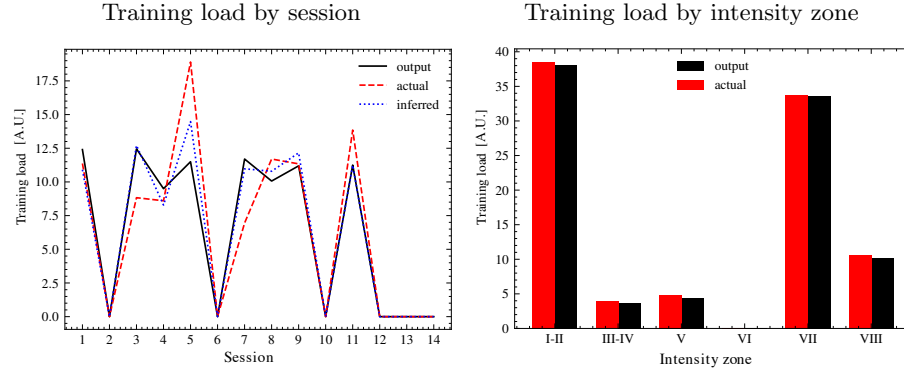 Training load by session
Training load [A.U.]
17.5
15.0
12.5
10.0
7.5
5.0
2.5
0.0
output
actual
inferred
1 2 3 4 5 6 7 8 9 10 11 12 13 14
Session
Training load by intensity zone
Training load [A.U.]
40
35
30
25
20
15
10
5
0
output
actual
I-II III-IV V VI VII VIII
Intensity zone